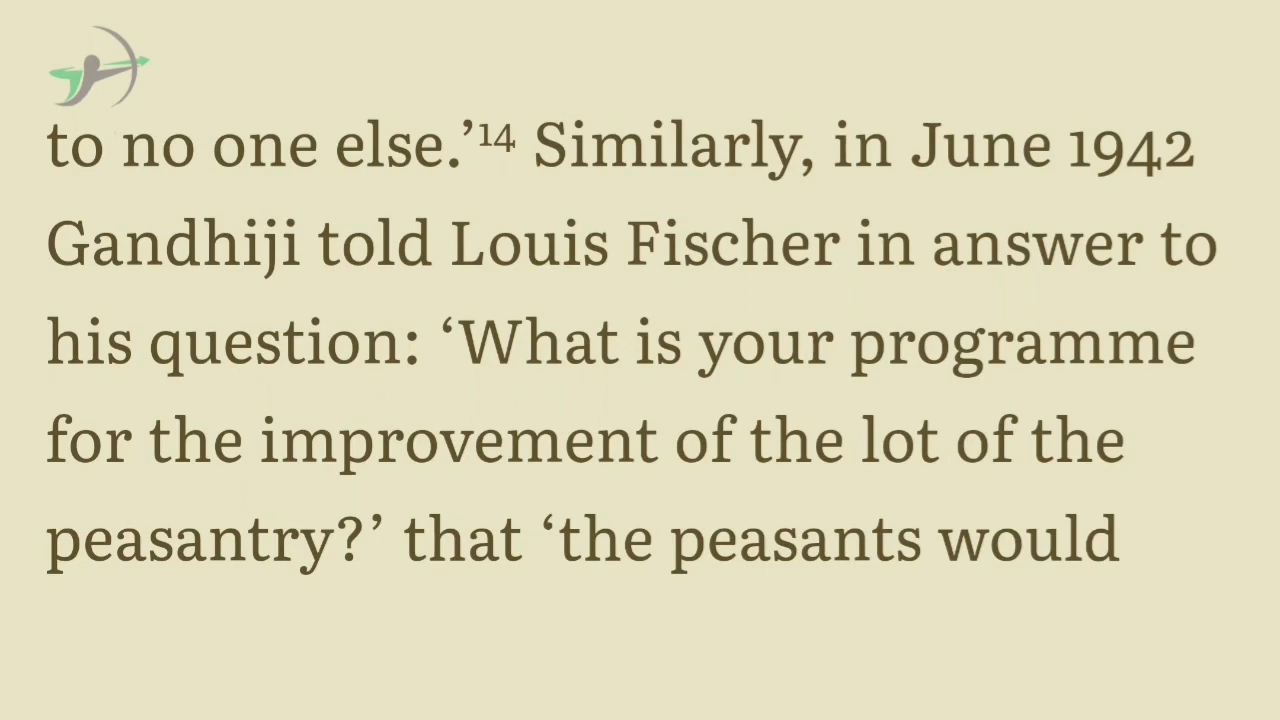 to no one else.’¹⁴ Similarly, in June 1942
Gandhiji told Louis Fischer in answer to
his question: ‘What is your programme
for the improvement of the lot of the
peasantry?’ that ‘the peasants would